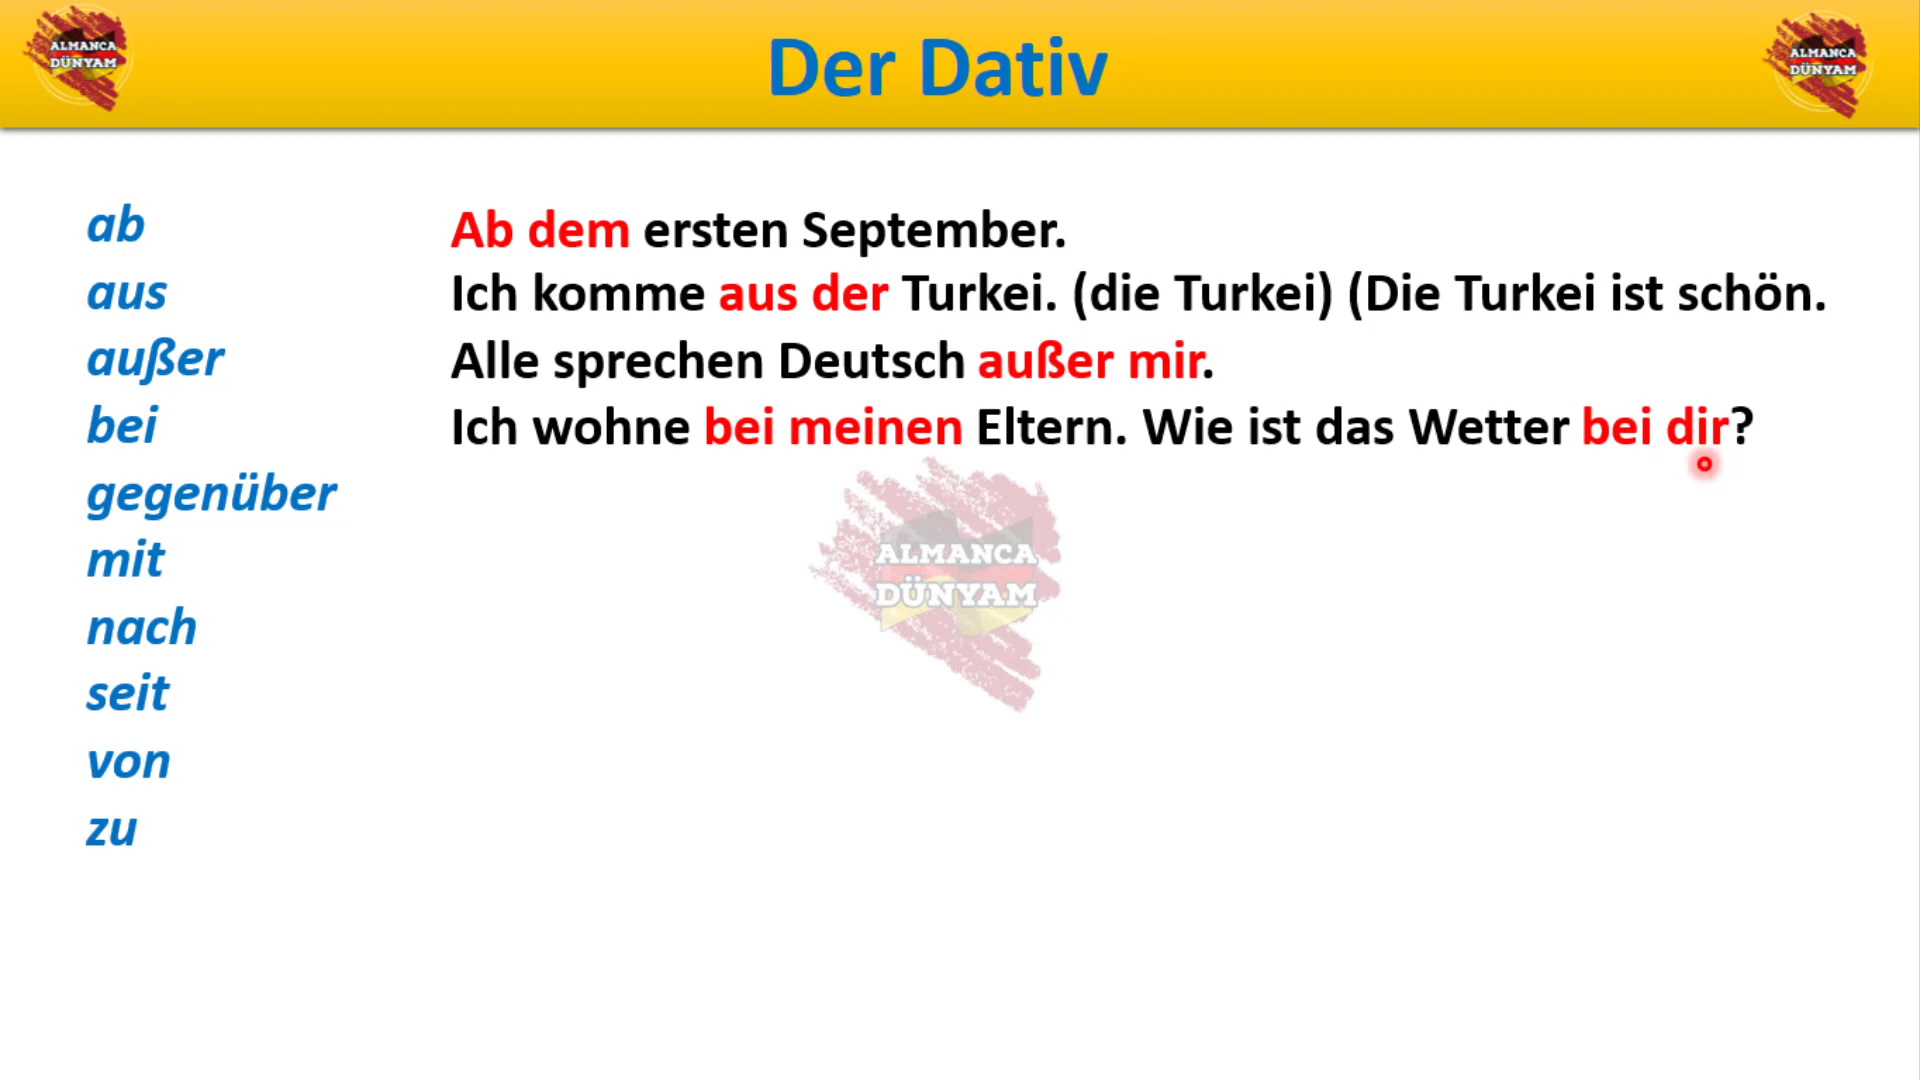 ALMANCA
DÜNYAM
Der Dativ
ALMANCA
DÜNYAM
ab
Ab dem ersten September.
aus
Ich komme aus der Turkei. (die Turkei) (Die Turkei ist schön.
außer
Alle sprechen Deutsch außer mir.
bei
Ich wohne bei meinen Eltern. Wie ist das Wetter bei dir?
gegenüber
mit
nach
seit
von
zu
ALMANCA
DÜNYAM